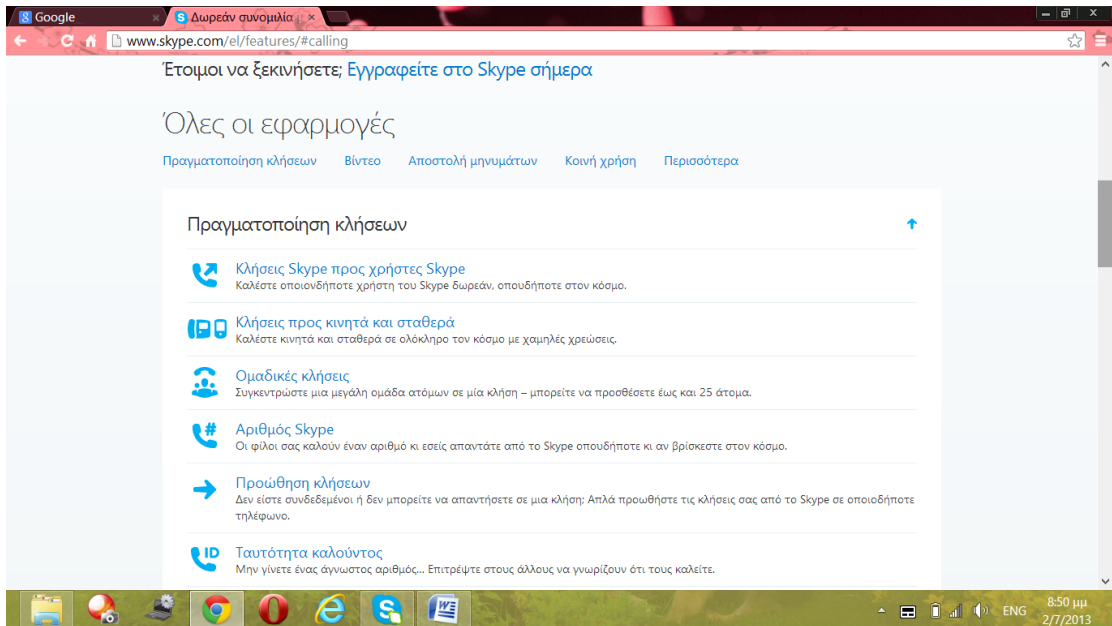 Google
Δωρεάν συνομιλία
www.skype.com/el/features/#calling
Έτοιμοι να ξεκινήσετε; Εγγραφείτε στο Skype σήμερα
Όλες οι εφαρμογές
Πραγματοποίηση κλήσεων Βίντεο Αποστολή μηνυμάτων Κοινή χρήση Περισσότερα
Πραγματοποίηση κλήσεων
Κλήσεις Skype προς χρήστες Skype
Καλέστε οποιονδήποτε χρήστη του Skype δωρεάν, οπουδήποτε στον κόσμο.
Κλήσεις προς κινητά και σταθερά
Καλέστε κινητά και σταθερά σε ολόκληρο τον κόσμο με χαμηλές χρεώσεις.
Ομαδικές κλήσεις
Συγκεντρώστε μια μεγάλη ομάδα ατόμων σε μία κλήση – μπορείτε να προσθέσετε έως και 25 άτομα.
Αριθμός Skype
Οι φίλοι σας καλούν έναν αριθμό κι εσείς απαντάτε από το Skype οπουδήποτε κι αν βρίσκεστε στον κόσμο.
Προώθηση κλήσεων
Δεν είστε συνδεδεμένοι ή δεν μπορείτε να απαντήσετε σε μια κλήση; Απλά προωθήστε τις κλήσεις σας από το Skype σε οποιοδήποτε
τηλέφωνο.
ID
Ταυτότητα καλούντος
Μην γίνετε ένας άγνωστος αριθμός... Επιτρέψτε στους άλλους να γνωρίζουν ότι τους καλείτε.
ENG
8:50 μμ
2/7/2013